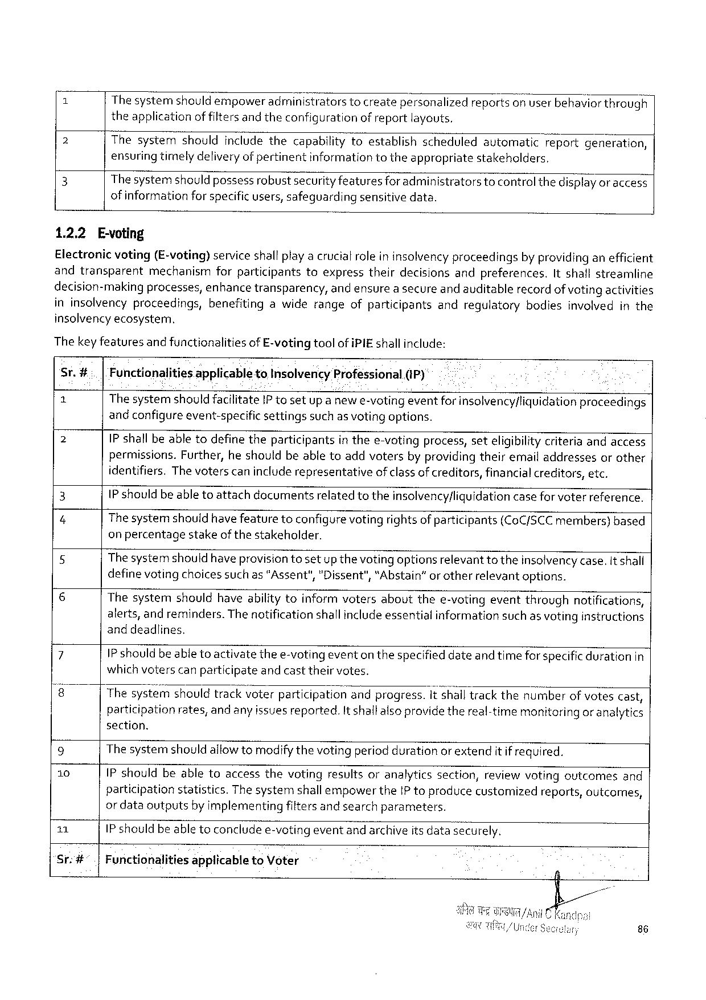 1 The system should empower administrators to create personalized reports on user behavior through
the application of filters and the configuration of report layouts.
2 The system should include the capability to establish scheduled automatic report generation,
ensuring timely delivery of pertinent information to the appropriate stakeholders.
3 The system should possess robust security features for administrators to control the display or access
of information for specific users, safeguarding sensitive data.
1.2.2 E-voting
Electronic voting (E-voting) service shall play a crucial role in insolvency proceedings by providing an efficient
and transparent mechanism for participants to express their decisions and preferences. It shall streamline
decision-making processes, enhance transparency, and ensure a secure and auditable record of voting activities
in insolvency proceedings, benefiting a wide range of participants and regulatory bodies involved in the
insolvency ecosystem.
The key features and functionalities of E-voting tool of iPIE shall include:
Sr. # Functionalities applicable to Insolvency Professional (IP)
1 The system should facilitate IP to set up a new e-voting event for insolvency/liquidation proceedings
and configure event-specific settings such as voting options.
2 IP shall be able to define the participants in the e-voting process, set eligibility criteria and access
permissions. Further, he should be able to add voters by providing their email addresses or other
identifiers. The voters can include representative of class of creditors, financial creditors, etc.
3 IP should be able to attach documents related to the insolvency/liquidation case for voter reference.
4 The system should have feature to configure voting rights of participants (CoC/SCC members) based
on percentage stake of the stakeholder.
5 The system should have provision to set up the voting options relevant to the insolvency case. It shall
define voting choices such as "Assent", "Dissent", "Abstain" or other relevant options.
6 The system should have ability to inform voters about the e-voting event through notifications,
alerts, and reminders. The notification shall include essential information such as voting instructions
and deadlines.
7 IP should be able to activate the e-voting event on the specified date and time for specific duration in
which voters can participate and cast their votes.
8 The system should track voter participation and progress. It shall track the number of votes cast,
participation rates, and any issues reported. It shall also provide the real-time monitoring or analytics
section.
9 The system should allow to modify the voting period duration or extend it if required.
10 IP should be able to access the voting results or analytics section, review voting outcomes and
participation statistics. The system shall empower the IP to produce customized reports, outcomes,
or data outputs by implementing filters and search parameters.
11 IP should be able to conclude e-voting event and archive its data securely.
Sr. # Functionalities applicable to Voter
अनिल चन्द्र काण्डपाल/Anil C Kandpal
अवर सचिव/Under Secretary
86